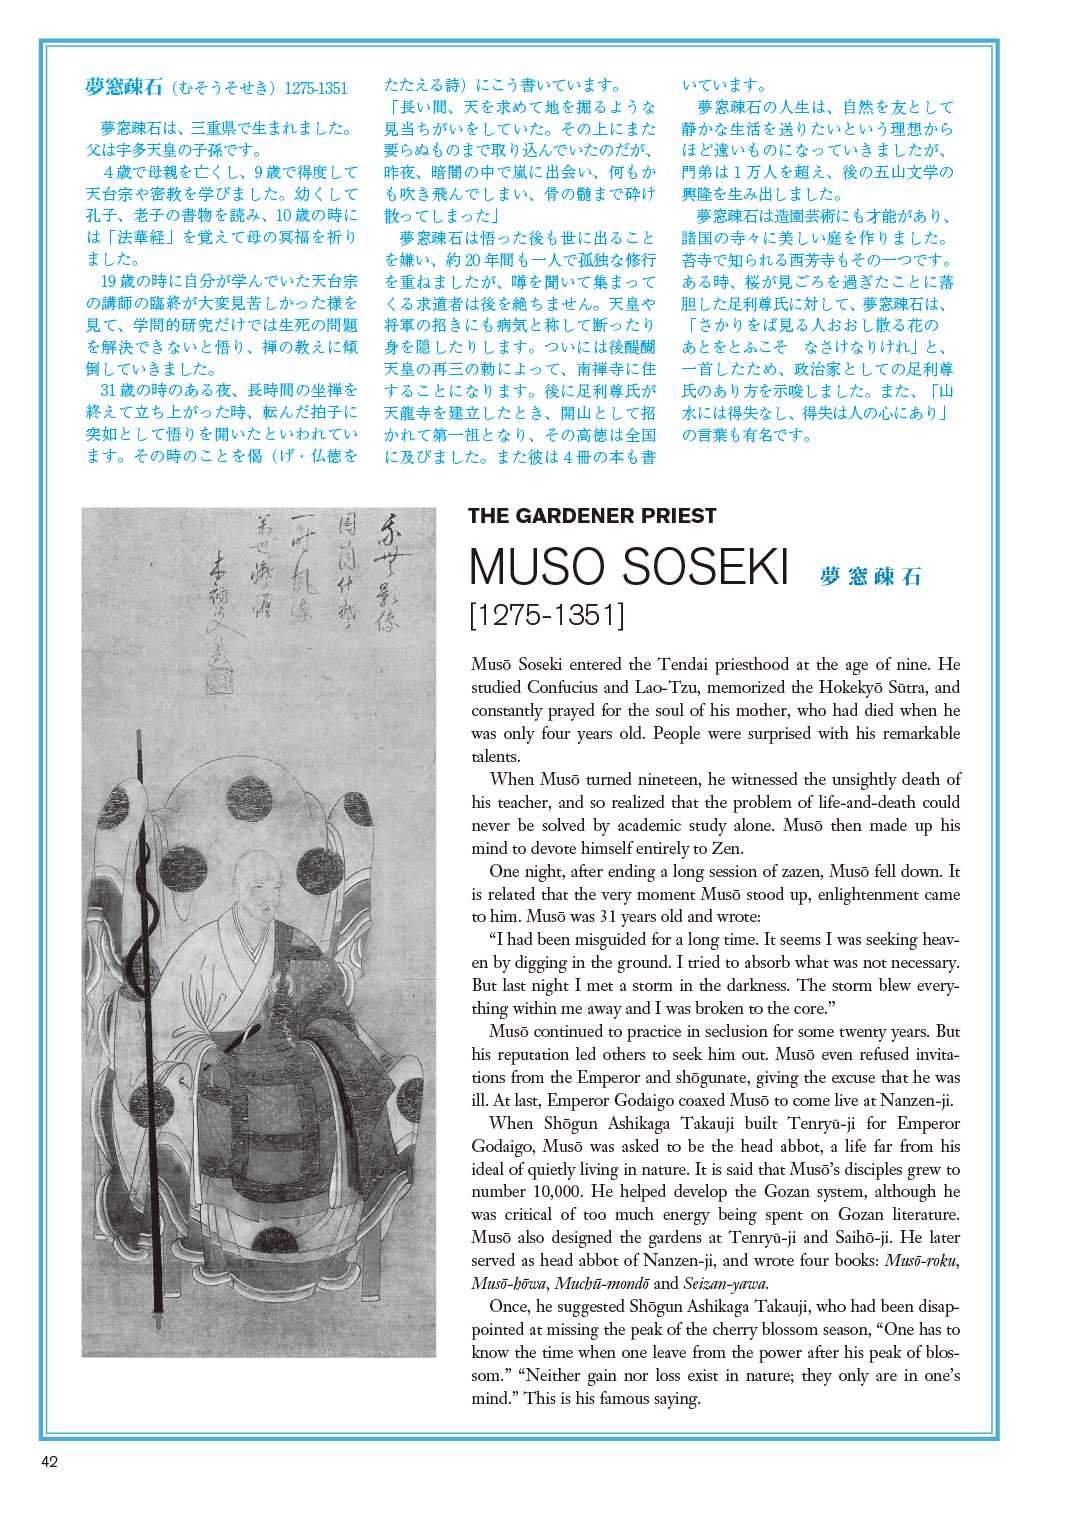 夢窓疎石（むそうそせき）1275-1351
夢窓疎石は、三重県で生まれました。
父は宇多天皇の子孫です。
４歳で母親を亡くし、9 歳で得度して
天台宗や密教を学びました。幼くして
孔子、老子の書物を読み、10 歳の時に
は「法華経」を覚えて母の冥福を祈り
ました。
19 歳の時に自分が学んでいた天台宗
の講師の臨終が大変見苦しかった様を
見て、学問的研究だけでは生死の問題
を解決できないと悟り、禅の教えに傾
倒していきました。
31 歳の時のある夜、長時間の坐禅を
終えて立ち上がった時、転んだ拍子に
突如として悟りを開いたといわれてい
ます。その時のことを偈（げ・仏徳を
たたえる詩）にこう書いています。
「長い間、天を求めて地を掘るような
見当ちがいをしていた。その上にまた
要らぬものまで取り込んでいたのだが、
昨夜、暗闇の中で嵐に出会い、何もか
も吹き飛んでしまい、骨の髄まで砕け
散ってしまった」
夢窓疎石は悟った後も世に出ること
を嫌い、約 20 年間も一人で孤独な修行
を重ねましたが、噂を聞いて集まって
くる求道者は後を絶ちません。天皇や
将軍の招きにも病気と称して断ったり
身を隠したりします。ついには後醍醐
天皇の再三の勅によって、南禅寺に住
することになります。後に足利尊氏が
天龍寺を建立したとき、開山として招
かれて第一祖となり、その高徳は全国
に及びました。また彼は４冊の本も書
いています。
夢窓疎石の人生は、自然を友として
静かな生活を送りたいという理想から
ほど遠いものになっていきましたが、
門弟は１万人を超え、後の五山文学の
興隆を生み出しました。
夢窓疎石は造園芸術にも才能があり、
諸国の寺々に美しい庭を作りました。
苔寺で知られる西芳寺もその一つです。
ある時、桜が見ごろを過ぎたことに落
胆した足利尊氏に対して、夢窓疎石は、
「さかりをば見る人おおし散る花の
あとをとふこそ　なさけなりけれ」と、
一首したため、政治家としての足利尊
氏のあり方を示唆しました。また、「山
水には得失なし、得失は人の心にあり」
の言葉も有名です。
THE GARDENER PRIEST
MUSO SOSEKI 夢窓疎石
[1275-1351]
Musō Soseki entered the Tendai priesthood at the age of nine. He
studied Confucius and Lao-Tzu, memorized the Hokekyō Sūtra, and
constantly prayed for the soul of his mother, who had died when he
was only four years old. People were surprised with his remarkable
talents.
When Musō turned nineteen, he witnessed the unsightly death of
his teacher, and so realized that the problem of life-and-death could
never be solved by academic study alone. Musō then made up his
mind to devote himself entirely to Zen.
One night, after ending a long session of zazen, Musō fell down. It
is related that the very moment Musō stood up, enlightenment came
to him. Musō was 31 years old and wrote:
“I had been misguided for a long time. It seems I was seeking heav-
en by digging in the ground. I tried to absorb what was not necessary.
But last night I met a storm in the darkness. The storm blew every-
thing within me away and I was broken to the core.”
Musō continued to practice in seclusion for some twenty years. But
his reputation led others to seek him out. Musō even refused invita-
tions from the Emperor and shōgunate, giving the excuse that he was
ill. At last, Emperor Godaigo coaxed Musō to come live at Nanzen-ji.
When Shōgun Ashikaga Takauji built Tenryū-ji for Emperor
Godaigo, Musō was asked to be the head abbot, a life far from his
ideal of quietly living in nature. It is said that Musō’s disciples grew to
number 10,000. He helped develop the Gozan system, although he
was critical of too much energy being spent on Gozan literature.
Musō also designed the gardens at Tenryū-ji and Saihō-ji. He later
served as head abbot of Nanzen-ji, and wrote four books: Musō-roku,
Musō-hōwa, Muchū-mondō and Seizan-yawa.
Once, he suggested Shōgun Ashikaga Takauji, who had been disap-
pointed at missing the peak of the cherry blossom season, “One has to
know the time when one leave from the power after his peak of blos-
som.” “Neither gain nor loss exist in nature; they only are in one’s
mind.” This is his famous saying.
42